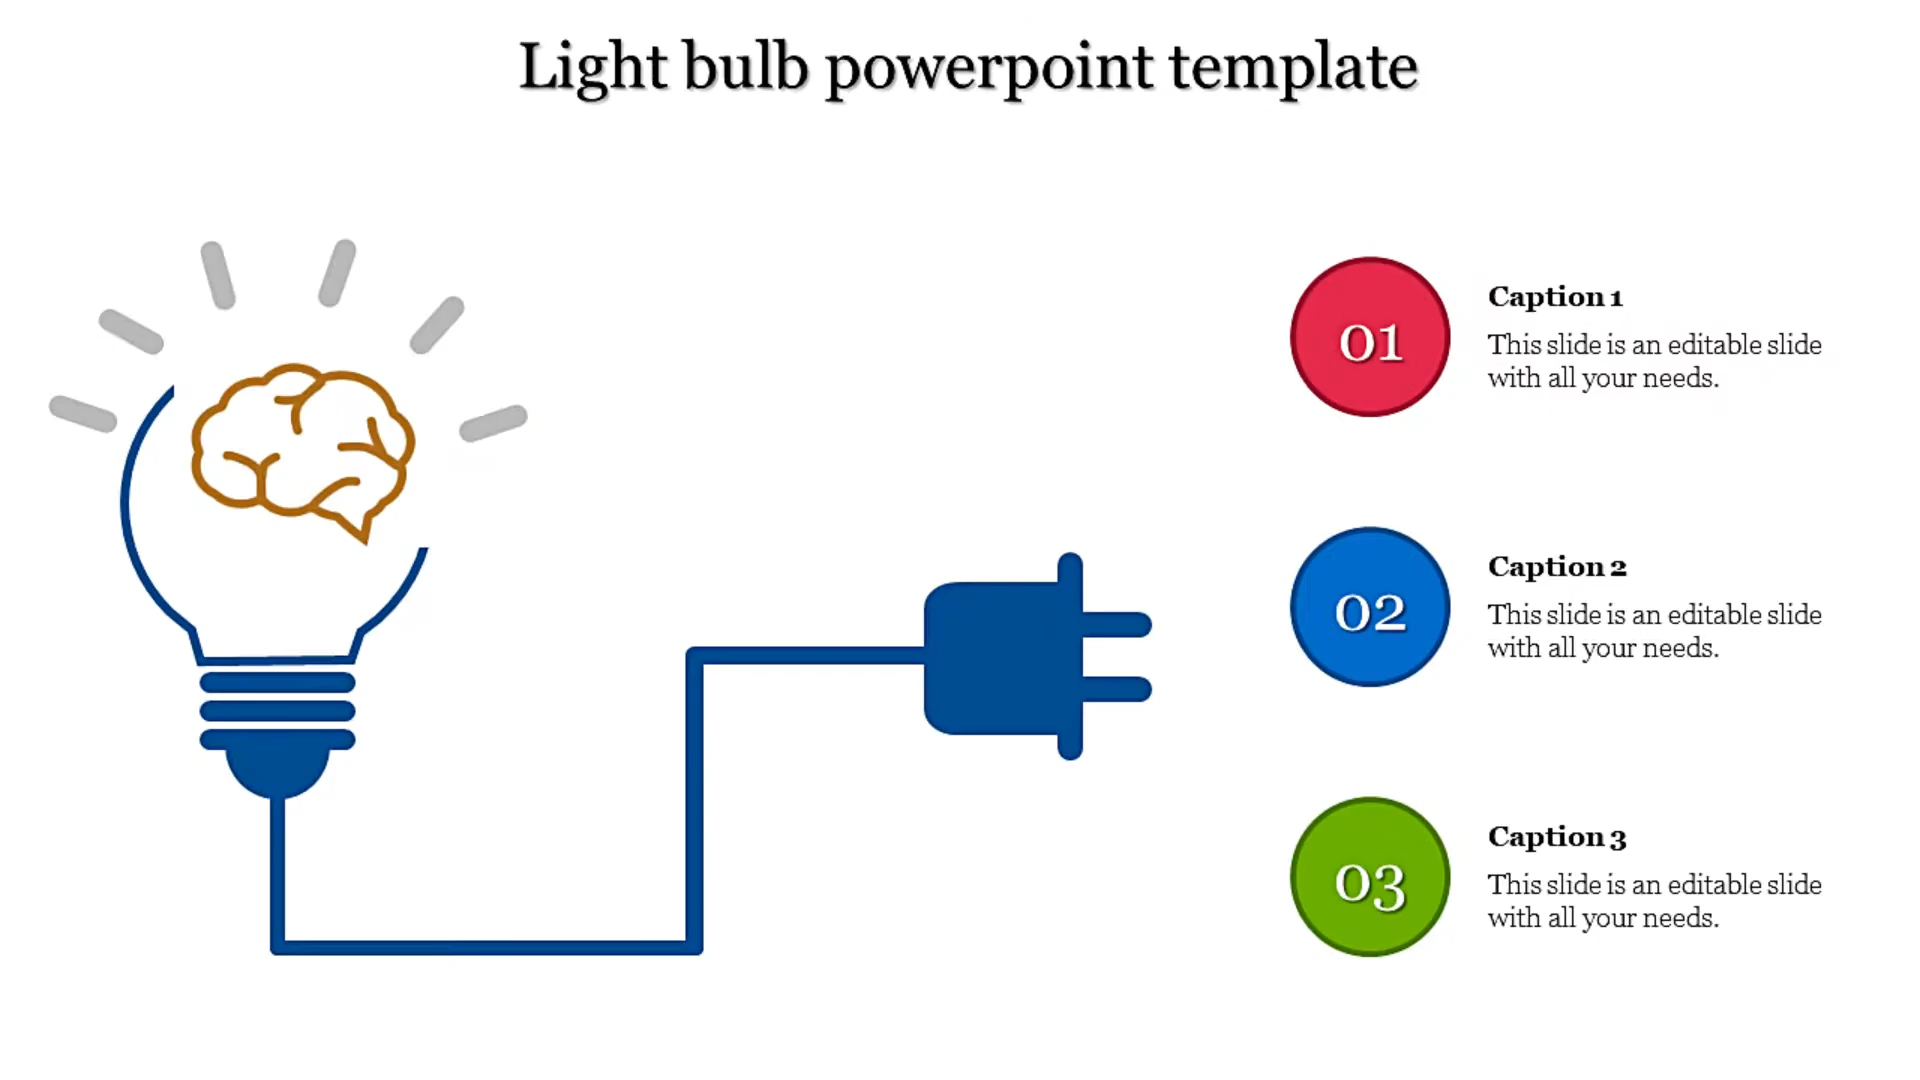 Light bulb powerpoint template
01
Caption 1
This slide is an editable slide
with all your needs.
02
Caption 2
This slide is an editable slide
with all your needs.
03
Caption 3
This slide is an editable slide
with all your needs.